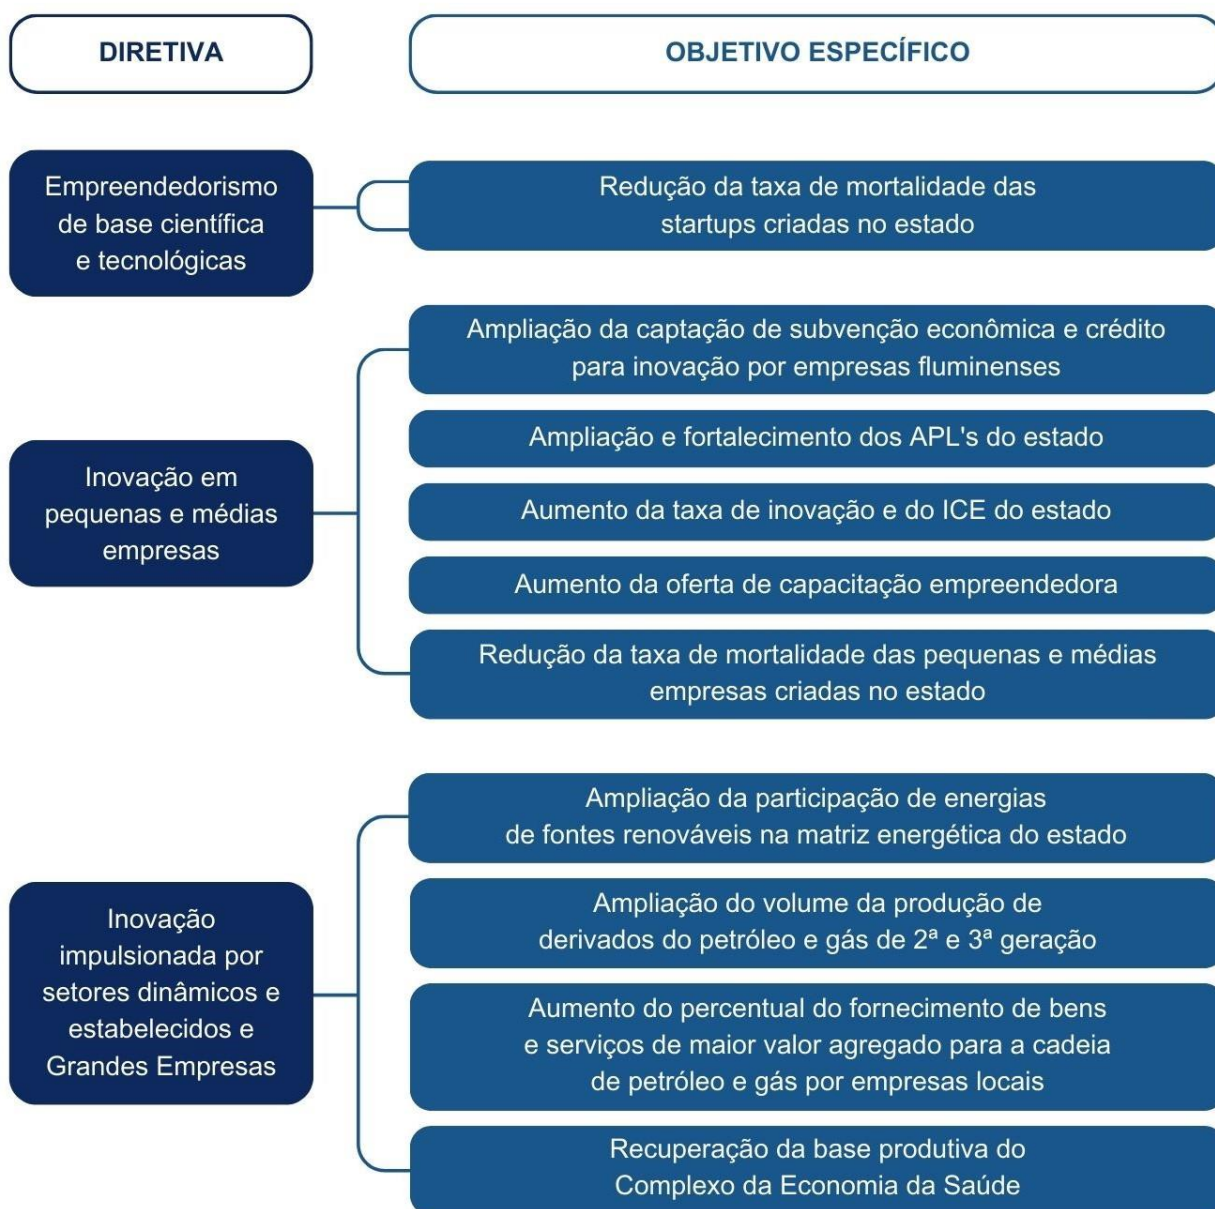 DIRETIVA
OBJETIVO ESPECÍFICO
Empreendedorismo
de base científica
e tecnológicas
Redução da taxa de mortalidade das
startups criadas no estado
Inovação em
pequenas e médias
empresas
Ampliação da captação de subvenção econômica e crédito
para inovação por empresas fluminenses
Ampliação e fortalecimento dos APL's do estado
Aumento da taxa de inovação e do ICE do estado
Aumento da oferta de capacitação empreendedora
Redução da taxa de mortalidade das pequenas e médias
empresas criadas no estado
Inovação
impulsionada por
setores dinâmicos e
estabelecidos e
Grandes Empresas
Ampliação da participação de energias
de fontes renováveis na matriz energética do estado
Ampliação do volume da produção de
derivados do petróleo e gás de 2ª e 3ª geração
Aumento do percentual do fornecimento de bens
e serviços de maior valor agregado para a cadeia
de petróleo e gás por empresas locais
Recuperação da base produtiva do
Complexo da Economia da Saúde